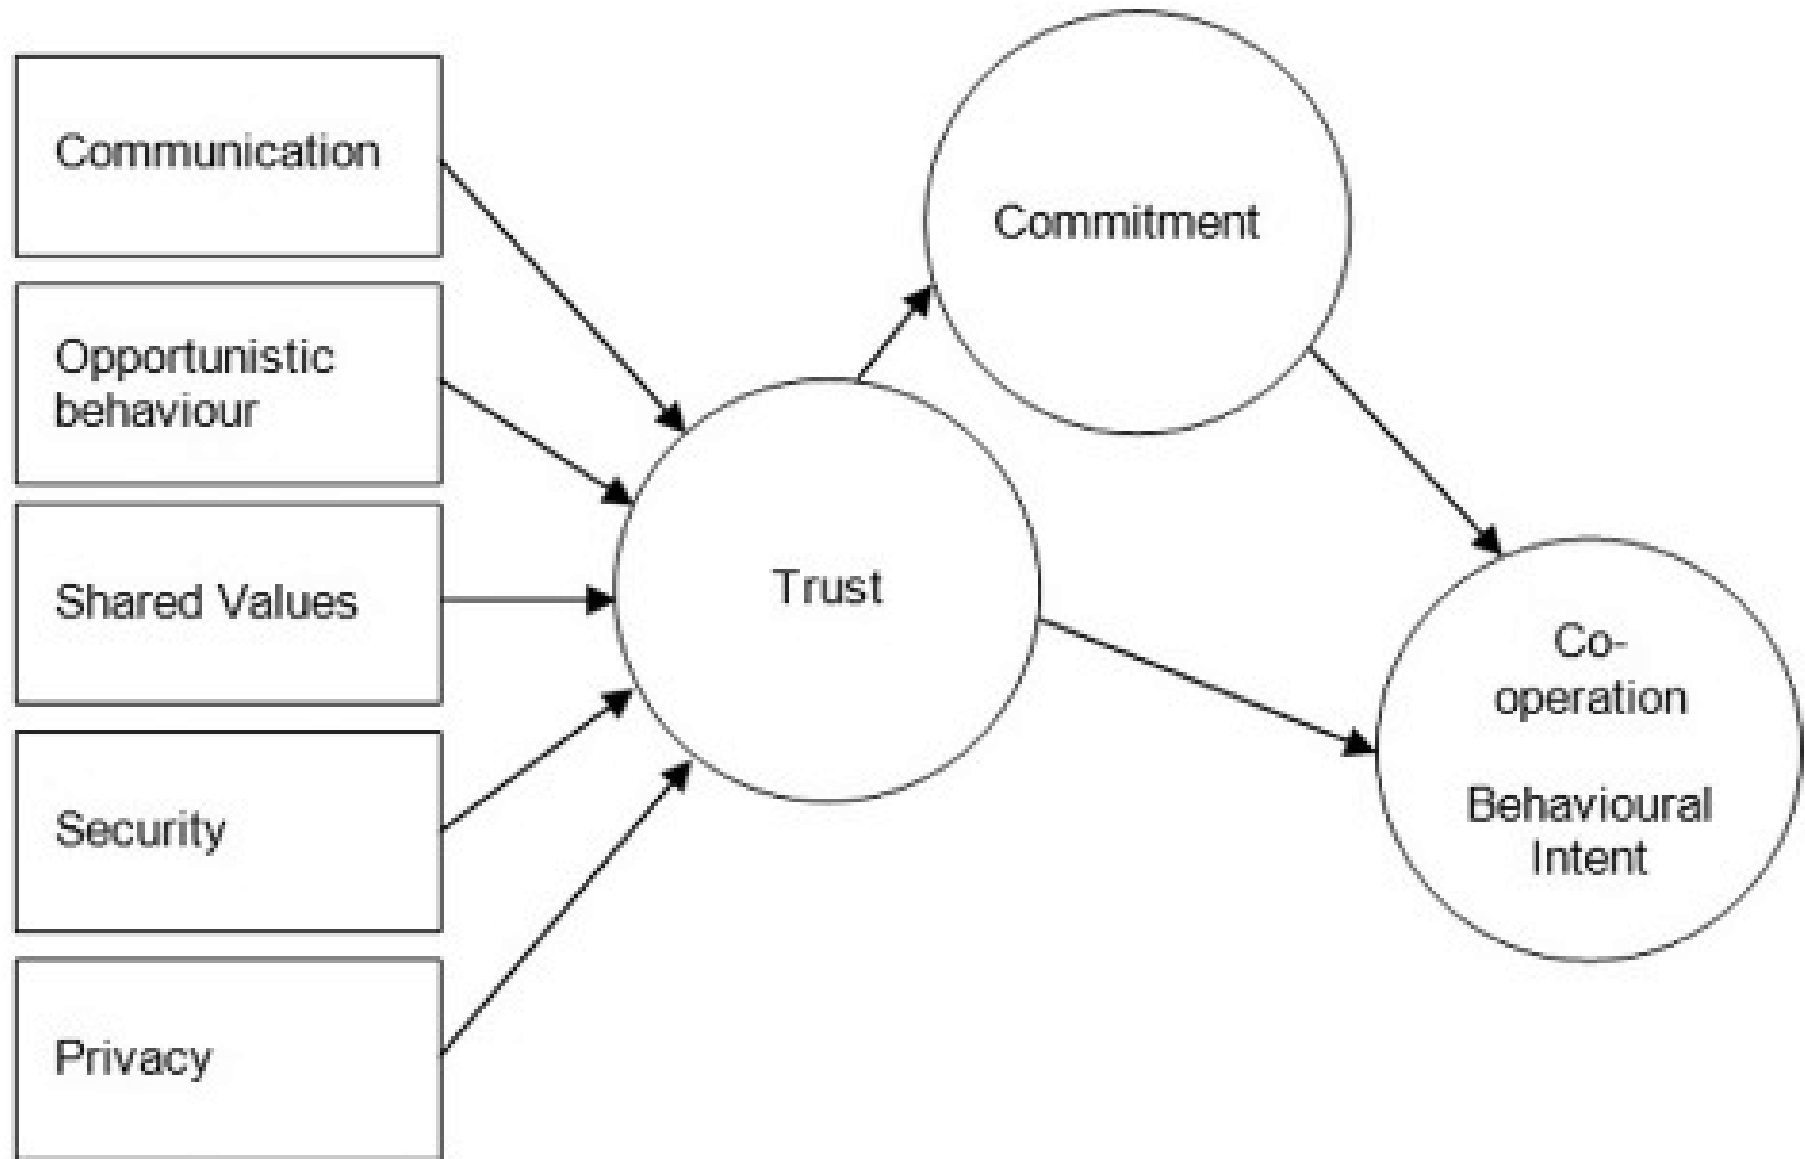 Communication
Opportunistic
behaviour
Shared Values
Security
Privacy
Trust
Commitment
Co-
operation
Behavioural
Intent